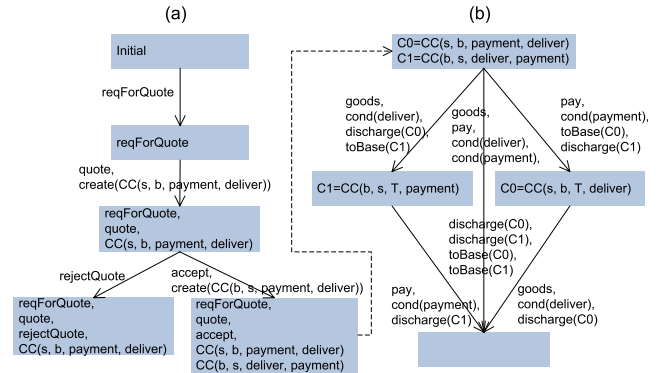 (a)
Initial
reqForQuote
reqForQuote
quote,
create(CC(s, b, payment, deliver))
reqForQuote,
quote,
CC(s, b, payment, deliver)
rejectQuote
accept,
create(CC(b, s, payment, deliver))
reqForQuote,
quote,
rejectQuote,
CC(s, b, payment, deliver)
reqForQuote,
quote,
accept,
CC(s, b, payment, deliver)
CC(b, s, deliver, payment)
(b)
C0=CC(s, b, payment, deliver)
C1=CC(b, s, deliver, payment)
goods,
cond(deliver),
discharge(C0),
toBase(C1)
goods,
pay,
cond(deliver),
cond(payment),
pay,
cond(payment),
toBase(C0),
discharge(C1)
C1=CC(b, s, T, payment)
C0=CC(s, b, T, deliver)
discharge(C0),
discharge(C1),
toBase(C0),
toBase(C1)
pay,
cond(payment),
discharge(C1)
goods,
cond(deliver),
discharge(C0)